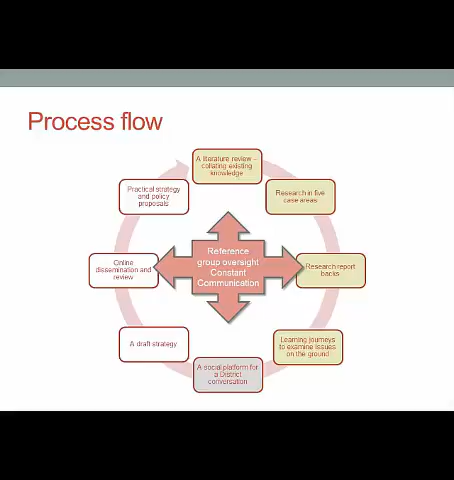 Process flow
A literature review –
collating existing
knowledge
Research in five
case areas
Research report
backs
Learning journeys
to examine issues
on the ground
A social platform for
a District
conversation
A draft strategy
Online
dissemination and
review
Practical strategy
and policy
proposals
Reference
group oversight
Constant
Communication